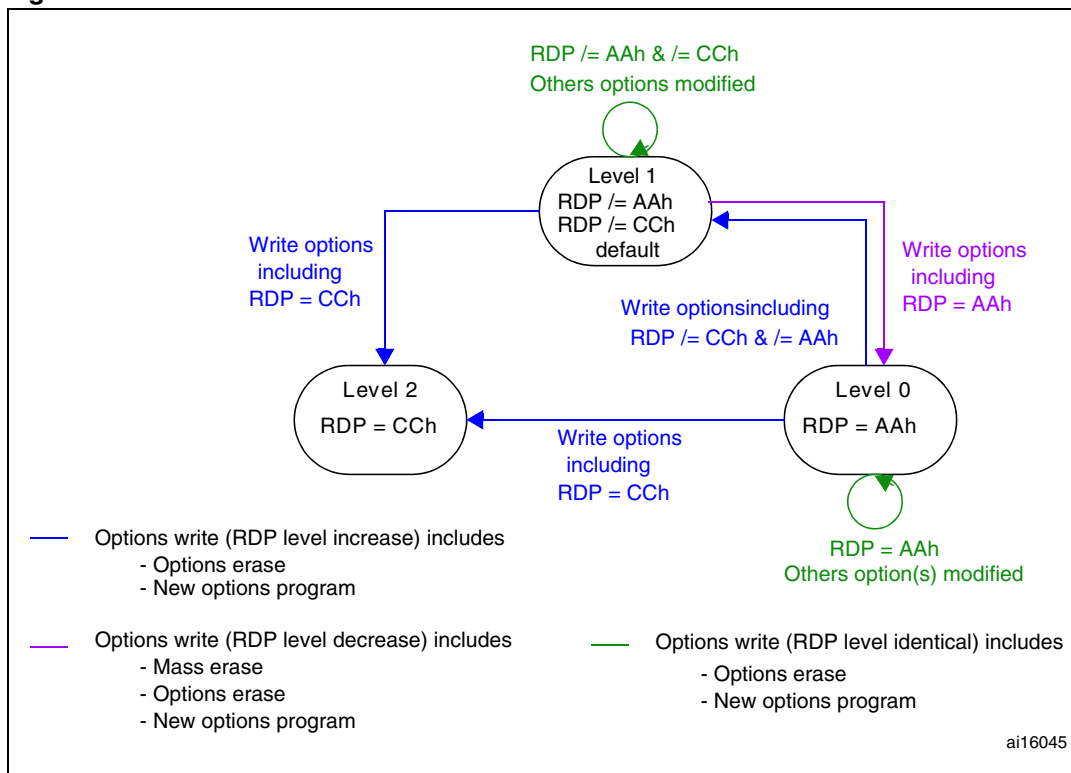 RDP /= AAh & /= CCh
Others options modified
Level 1
RDP /= AAh
RDP /= CCh
default
Write options
including
RDP = CCh
Write options
including
RDP = AAh
Write optionsincluding
RDP /= CCh & /= AAh
Level 2
RDP = CCh
Level 0
RDP = AAh
Write options
including
RDP = CCh
RDP = AAh
Others option(s) modified
Options write (RDP level increase) includes
- Options erase
- New options program
Options write (RDP level decrease) includes
- Mass erase
- Options erase
- New options program
Options write (RDP level identical) includes
- Options erase
- New options program
ai16045